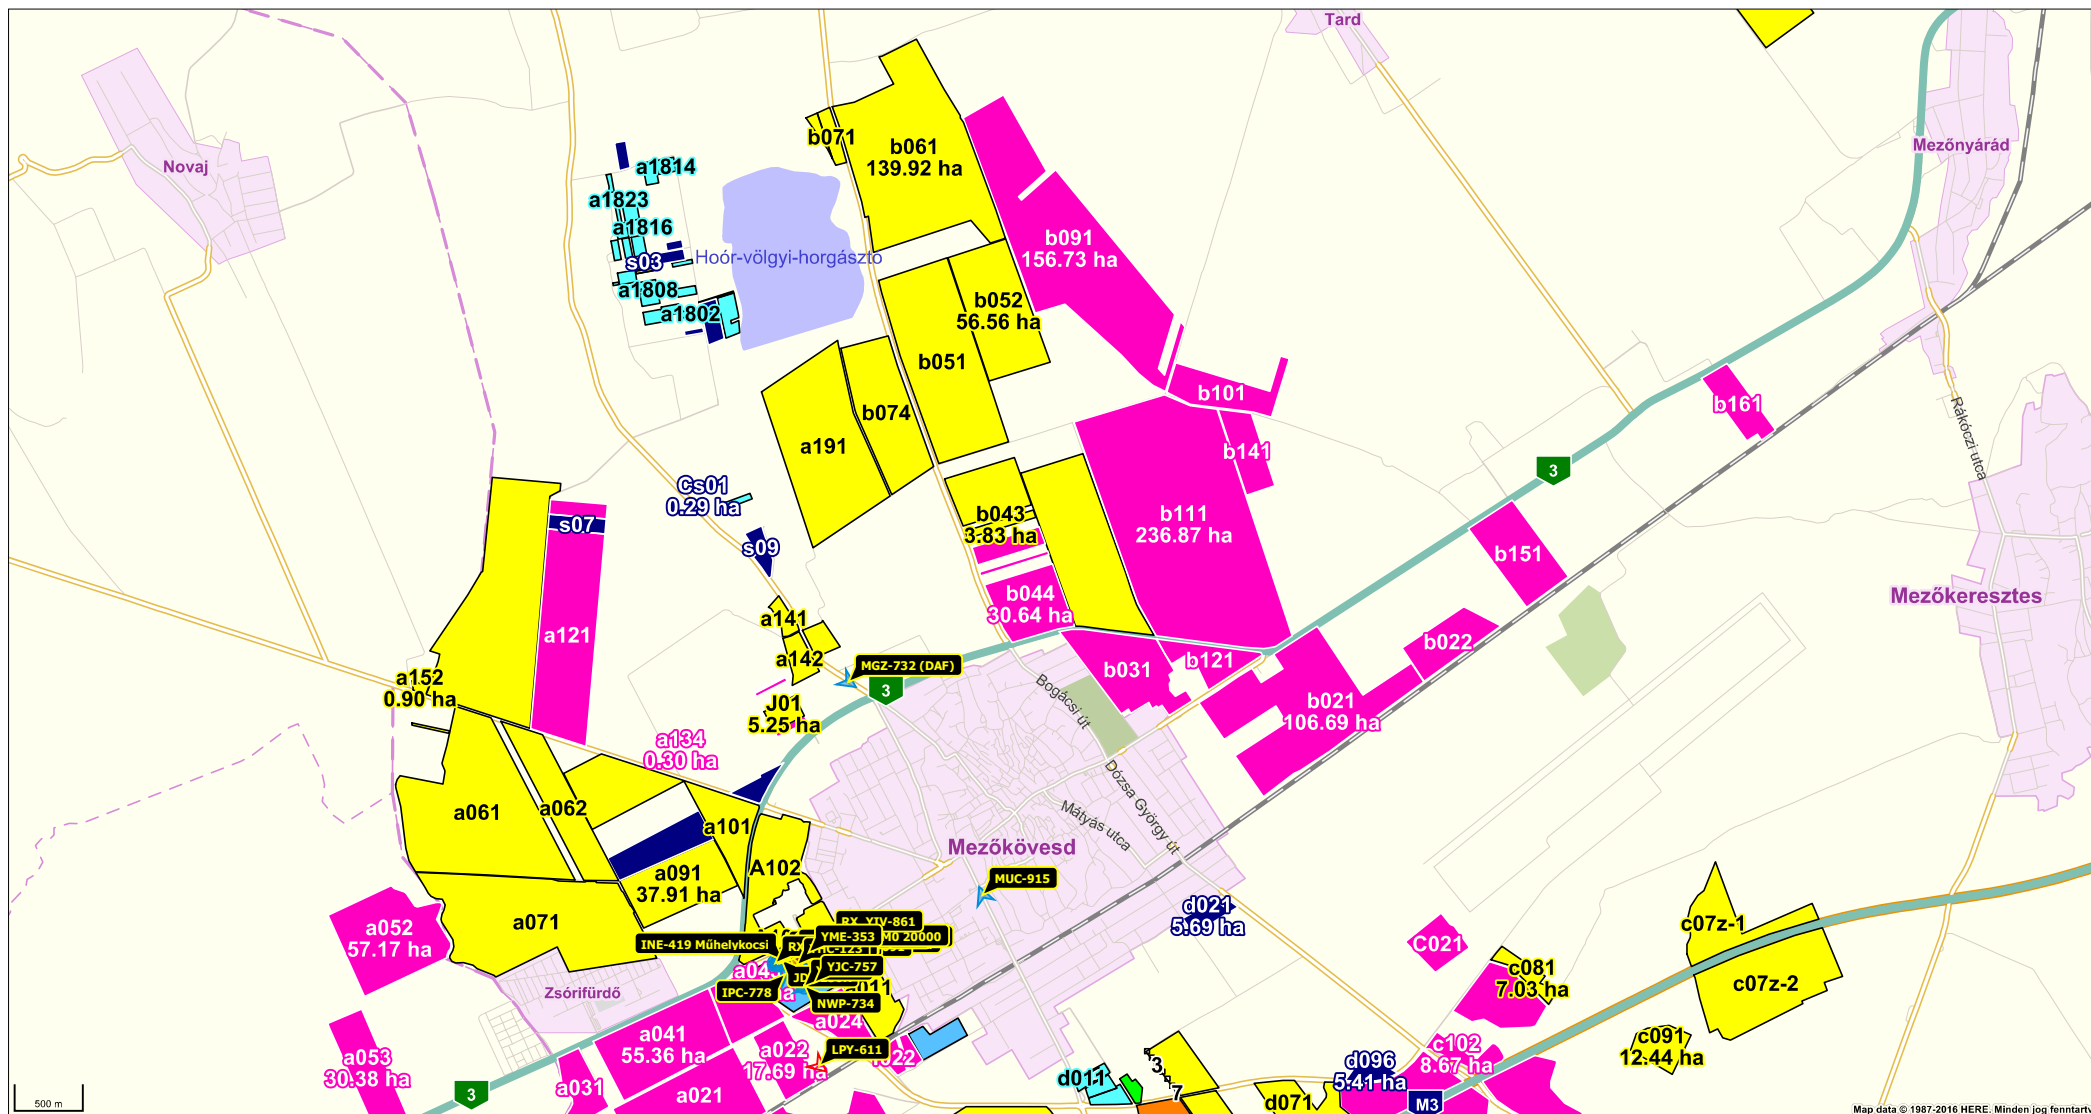 Tard
Novaj
Mezőnyárád
b071
b061
139.92 ha
a1814
a1823
a1816
s03
a1808
a1802
Hoór-völgyi-horgásztó
b091
156.73 ha
b052
56.56 ha
b051
b074
a191
b101
b141
b161
Rákóczi utca
3
Cs01
0.29 ha
s09
s07
b043
3.83 ha
b111
236.87 ha
b151
b044
30.64 ha
Mezőkeresztes
a121
a141
a142
MGZ-732 (DAF)
3
b031
b121
b022
b021
106.69 ha
a152
0.90 ha
J01
5.25 ha
Bogácsi út
a134
0.30 ha
Dózsa György út
Mátyás utca
a061
a062
a101
A102
Mezőkövesd
a091
37.91 ha
MUC-915
a071
a052
57.17 ha
d021
5.69 ha
C021
c07z-1
c07z-2
c081
7.03 ha
RX YIV-861
YME-353
M0 20000
INE-419 Műhelykocsi
YJC-757
IPC-778
NWP-734
a011
a024
Zsórifürdő
a041
55.36 ha
a022
17.69 ha
LPY-611
a053
30.38 ha
a031
a021
3
c091
12.44 ha
c102
8.67 ha
d096
5.41 ha
d011
3
7
d071
M3
500 m
Map data © 1987-2016 HERE. Minden jog fenntartv